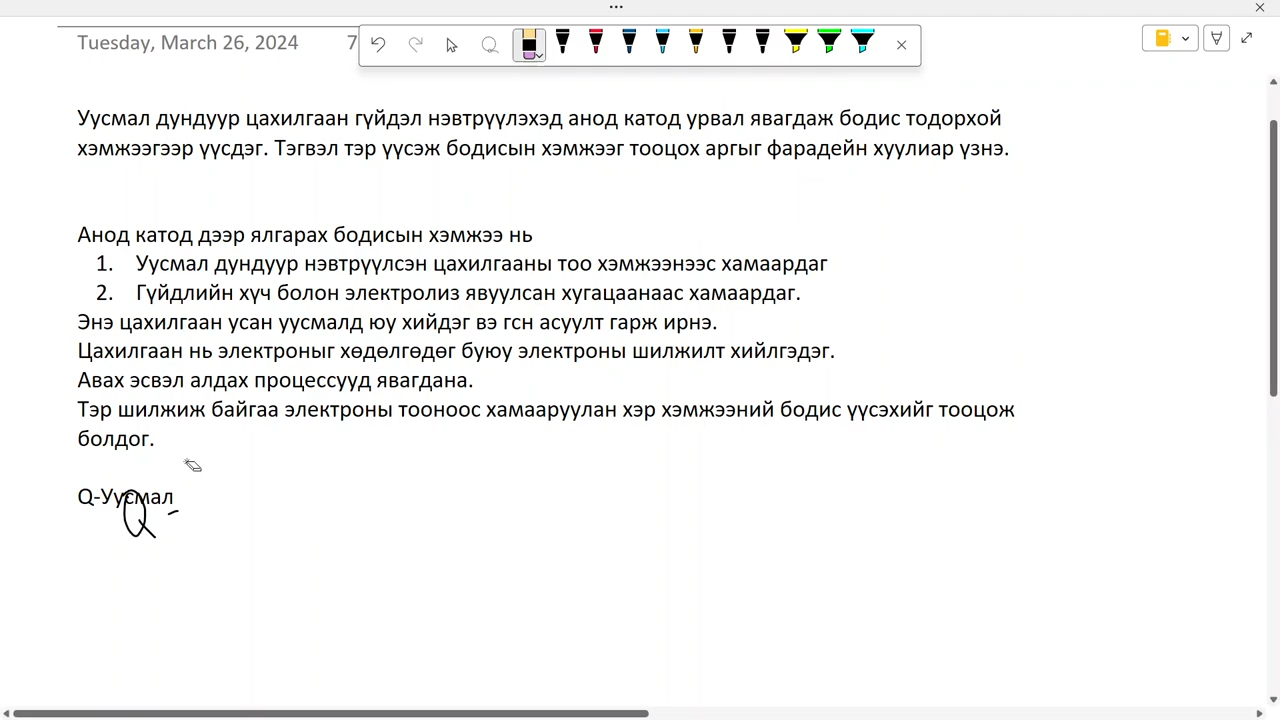 Tuesday, March 26, 2024 7
Уусмал дундуур цахилгаан гүйдэл нэвтрүүлэхэд анод катод урвал явагдаж бодис тодорхой
хэмжээгээр үүсдэг. Тэгвэл тэр үүсэж бодисын хэмжээг тооцох аргыг фарадейн хуулиар үзнэ.
Анод катод дээр ялгарах бодисын хэмжээ нь
1. Уусмал дундуур нэвтрүүлсэн цахилгааны тоо хэмжээнээс хамаардаг
2. Гүйдлийн хүч болон электролиз явуулсан хугацаанаас хамаардаг.
Энэ цахилгаан усан уусмалд юу хийдэг вэ гсн асуулт гарж ирнэ.
Цахилгаан нь электроныг хөдөлгөдөг буюу электроны шилжилт хийлгэдэг.
Авах эсвэл алдах процессууд явагдана.
Тэр шилжиж байгаа электроны тооноос хамааруулан хэр хэмжээний бодис үүсэхийг тооцож
болдог.
Q-Уусмал
Q -